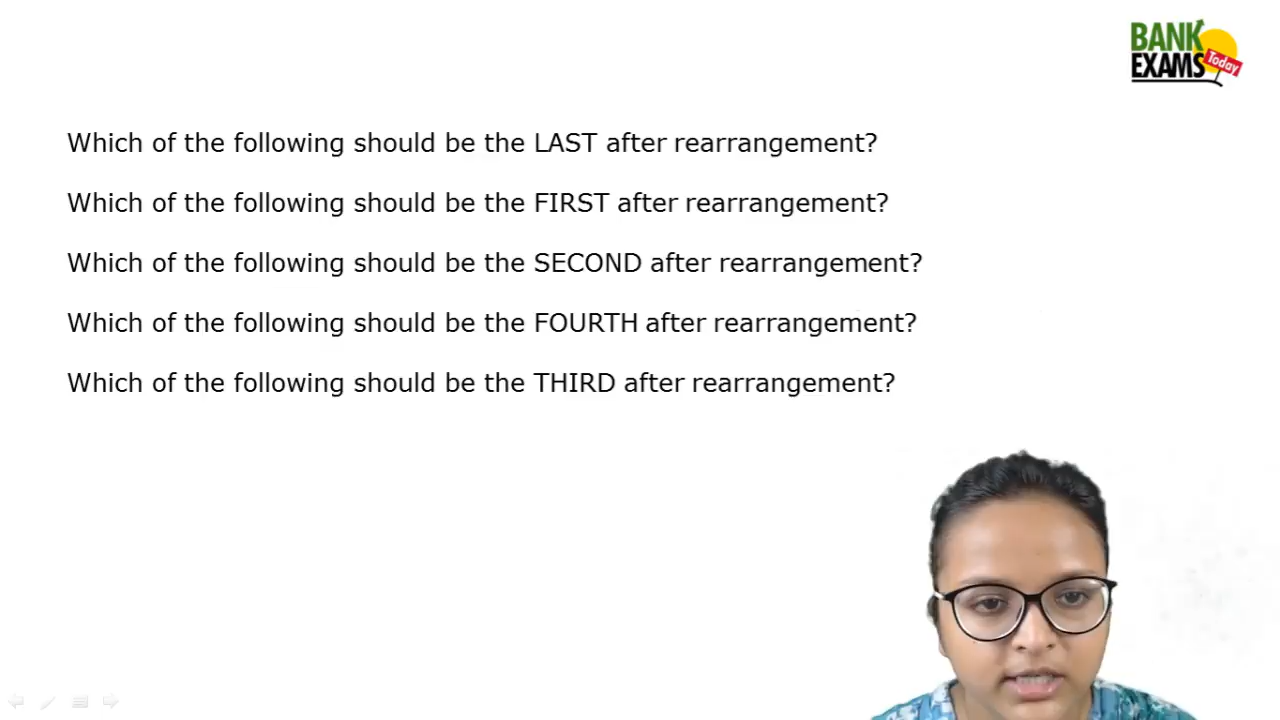 BANK
EXAMS
Today
Which of the following should be the LAST after rearrangement?
Which of the following should be the FIRST after rearrangement?
Which of the following should be the SECOND after rearrangement?
Which of the following should be the FOURTH after rearrangement?
Which of the following should be the THIRD after rearrangement?